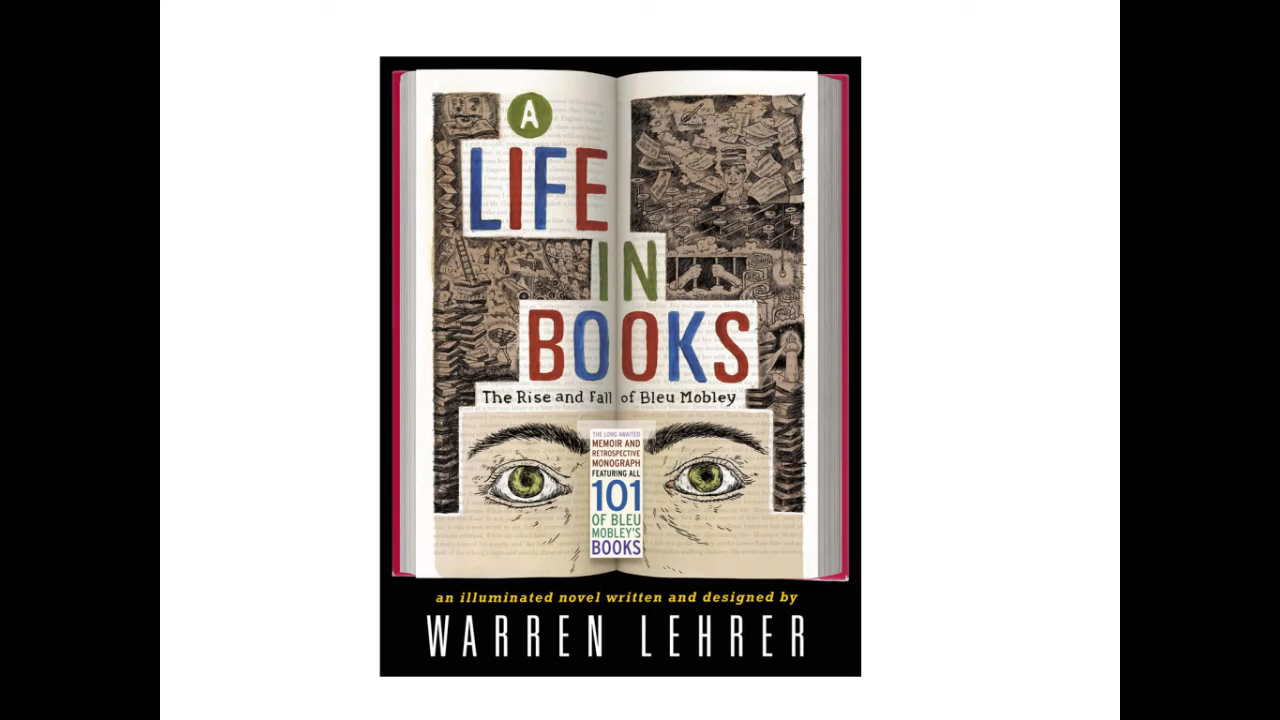 A
LIFE
IN
BOOKS
The Rise and Fall of Bleu Mobley
THE LONG AWAITED
MEMOIR AND
RETROSPECTIVE
MONOGRAPH
FEATURING ALL
101
OF BLEU
MOBLEY'S
BOOKS
an illuminated novel written and designed by
WARREN LEHRER